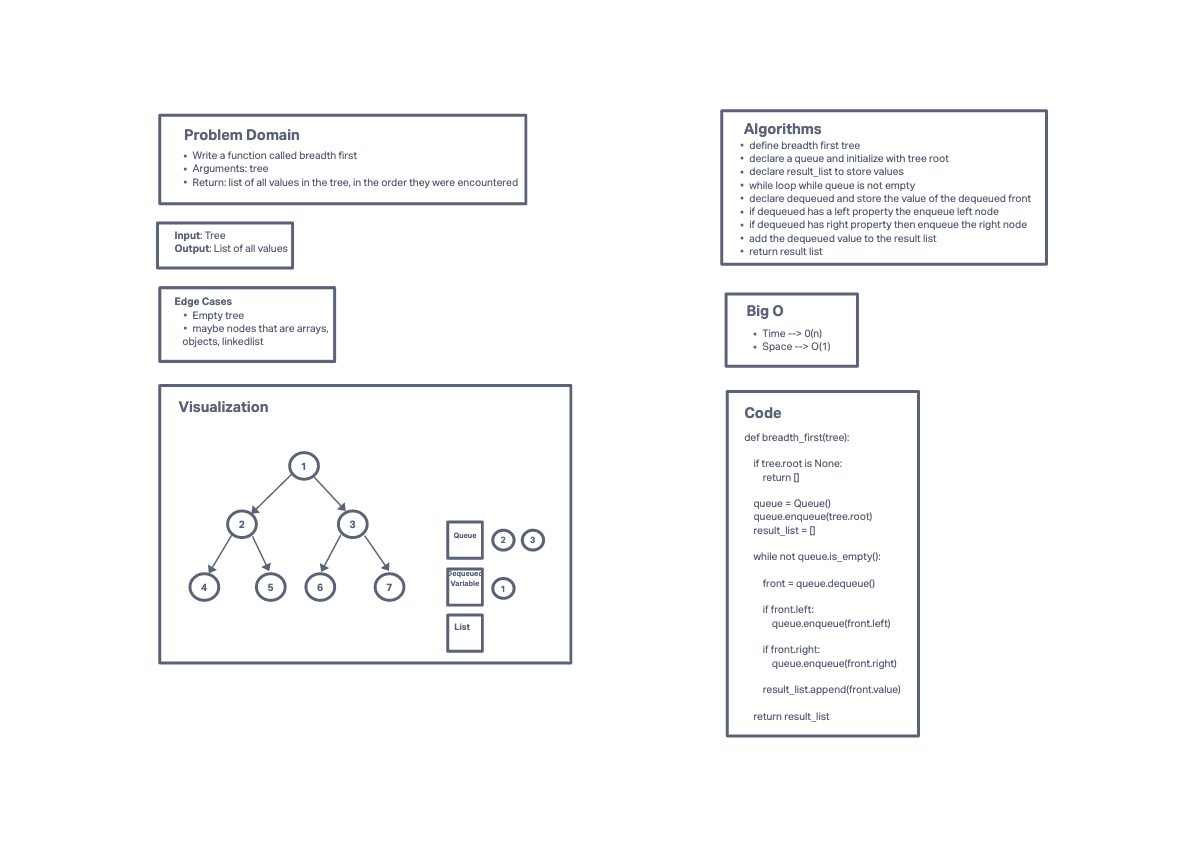 Problem Domain
• Write a function called breadth first
• Arguments: tree
• Return: list of all values in the tree, in the order they were encountered
Input: Tree
Output: List of all values
Edge Cases
• Empty tree
• maybe nodes that are arrays,
objects, linkedlist
Visualization
1
2
3
4
5
6
7
Queue
2
3
Dequeued
Variable
1
List
Algorithms
• define breadth first tree
• declare a queue and initialize with tree root
• declare result_list to store values
• while loop while queue is not empty
• declare dequeued and store the value of the dequeued front
• if dequeued has a left property the enqueue left node
• if dequeued has right property then enqueue the right node
• add the dequeued value to the result list
• return result list
Big O
• Time --> 0(n)
• Space --> O(1)
Code
def breadth_first(tree):
if tree.root is None:
return []
queue = Queue()
queue.enqueue(tree.root)
result_list = []
while not queue.is_empty():
front = queue.dequeue()
if front.left:
queue.enqueue(front.left)
if front.right:
queue.enqueue(front.right)
result_list.append(front.value)
return result_list